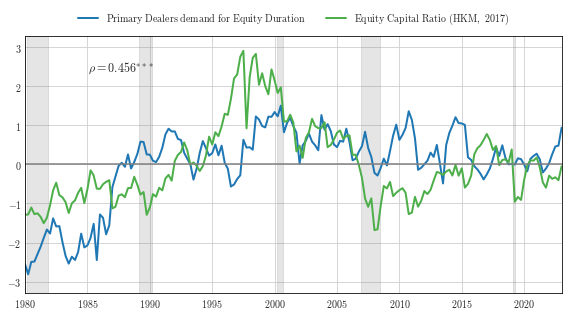 Primary Dealers demand for Equity Duration
Equity Capital Ratio (HKM, 2017)
ρ = 0.456***
3
2
1
0
−1
−2
−3
1980 1985 1990 1995 2000 2005 2010 2015 2020